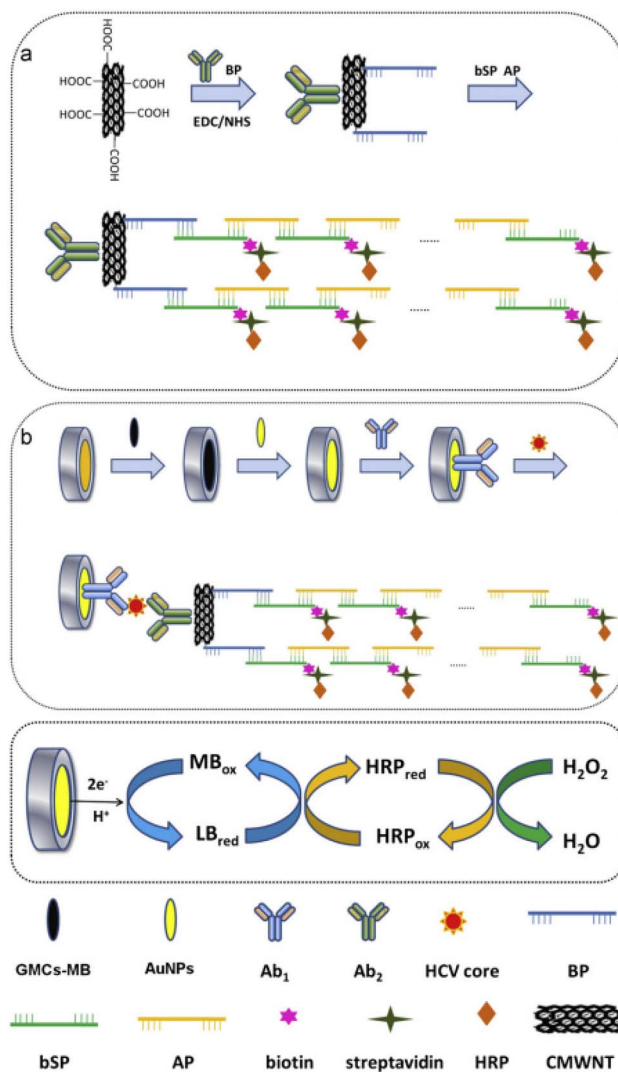 a
HOOC
HOOC
COOH
HOOC
COOH
COOH
BP
EDC/NHS
bSP AP
......
......
b
......
......
2e-
H+
MBox
LBred
HRPred
HRPox
H2O2
H2O
GMCs-MB
AuNPs
Ab1
Ab2
HCV core
BP
bSP
AP
biotin
streptavidin
HRP
CMWNT